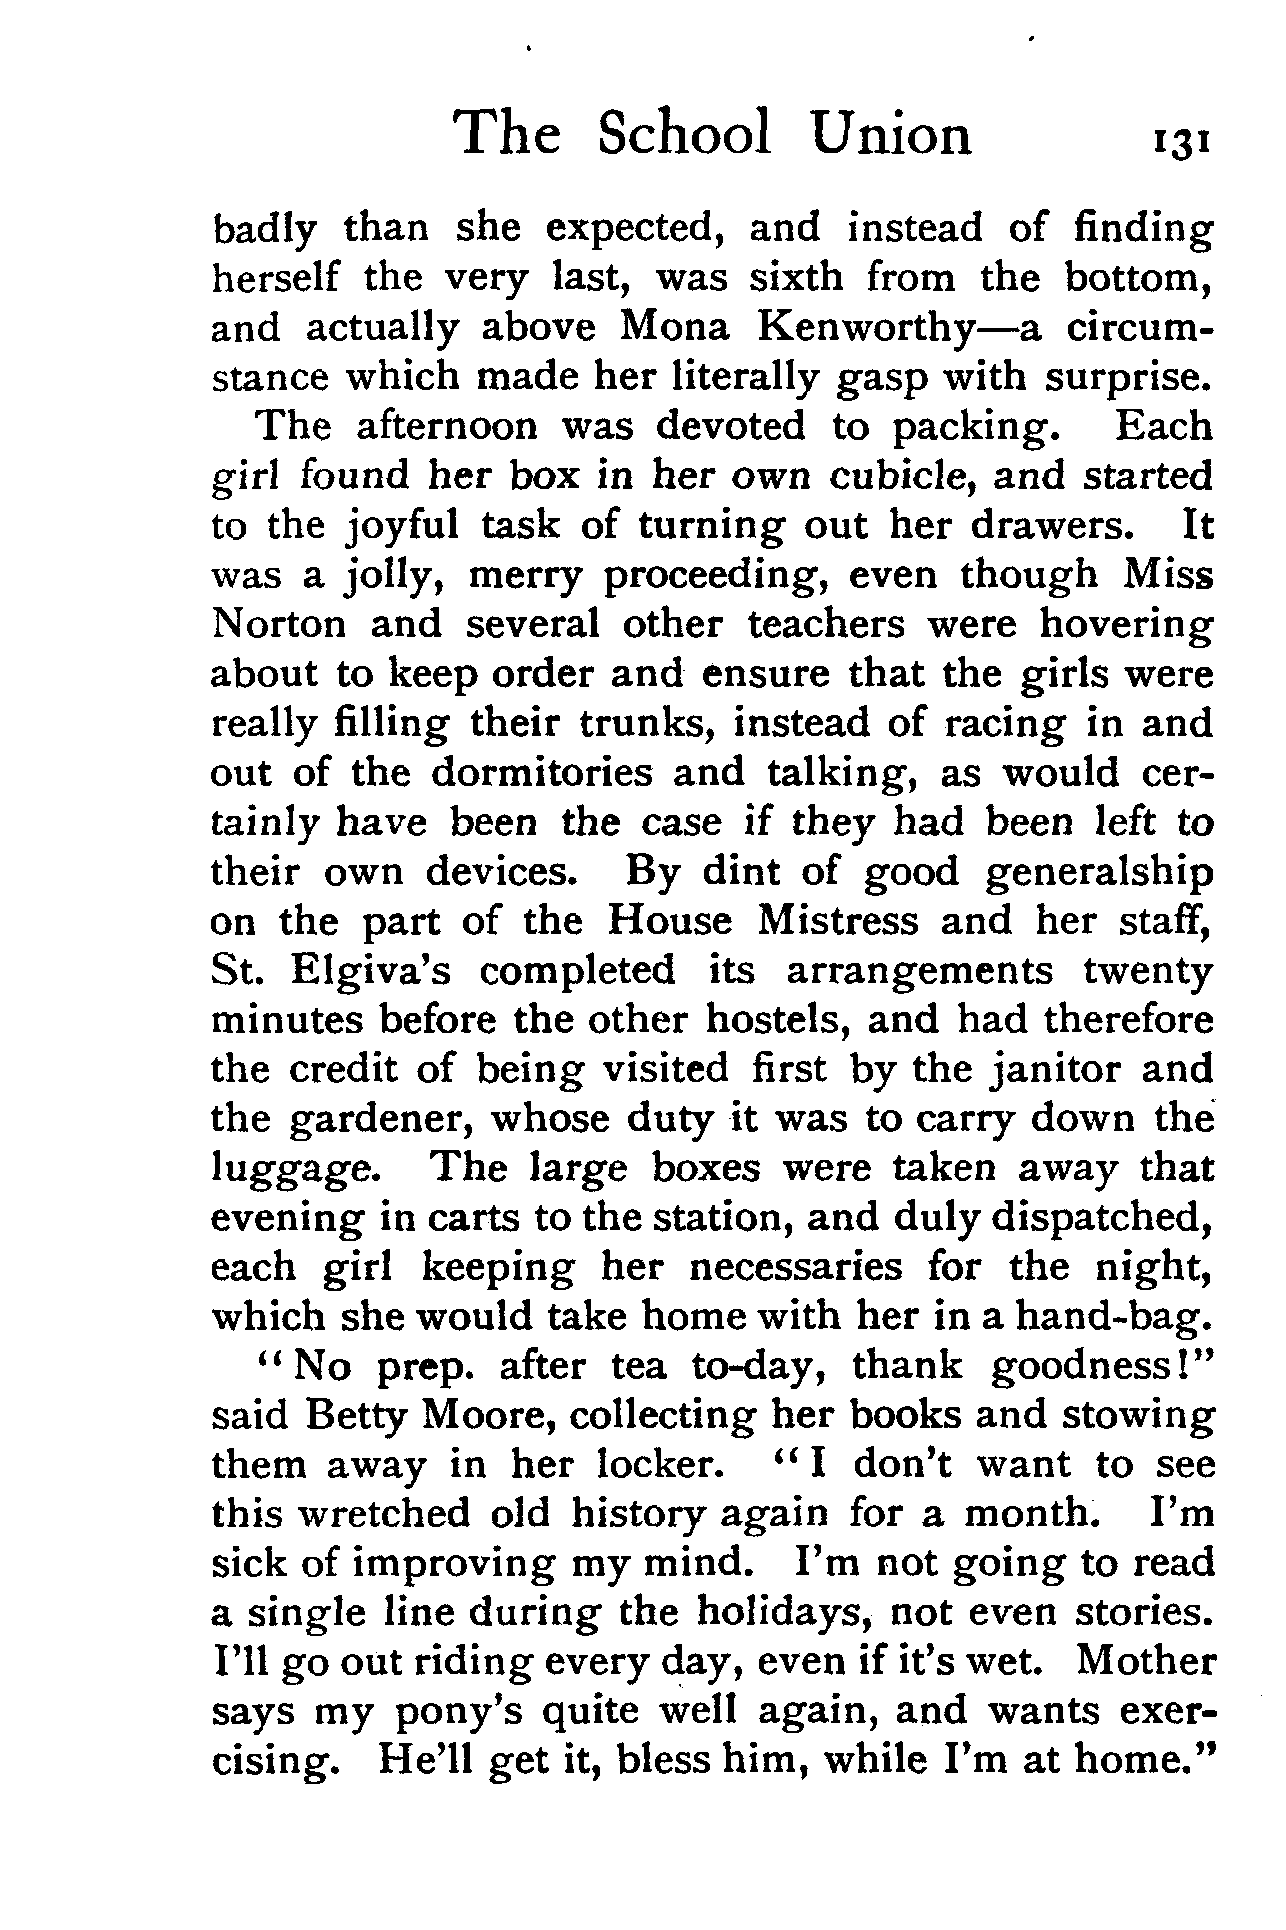 The School Union 131
badly than she expected, and instead of finding
herself the very last, was sixth from the bottom,
and actually above Mona Kenworthy—a circum-
stance which made her literally gasp with surprise.
The afternoon was devoted to packing. Each
girl found her box in her own cubicle, and started
to the joyful task of turning out her drawers. It
was a jolly, merry proceeding, even though Miss
Norton and several other teachers were hovering
about to keep order and ensure that the girls were
really filling their trunks, instead of racing in and
out of the dormitories and talking, as would cer-
tainly have been the case if they had been left to
their own devices. By dint of good generalship
on the part of the House Mistress and her staff,
St. Elgiva's completed its arrangements twenty
minutes before the other hostels, and had therefore
the credit of being visited first by the janitor and
the gardener, whose duty it was to carry down the
luggage. The large boxes were taken away that
evening in carts to the station, and duly dispatched,
each girl keeping her necessaries for the night,
which she would take home with her in a hand-bag.
"No prep. after tea to-day, thank goodness!"
said Betty Moore, collecting her books and stowing
them away in her locker. "I don't want to see
this wretched old history again for a month. I'm
sick of improving my mind. I'm not going to read
a single line during the holidays, not even stories.
I'll go out riding every day, even if it's wet. Mother
says my pony's quite well again, and wants exer-
cising. He'll get it, bless him, while I'm at home."